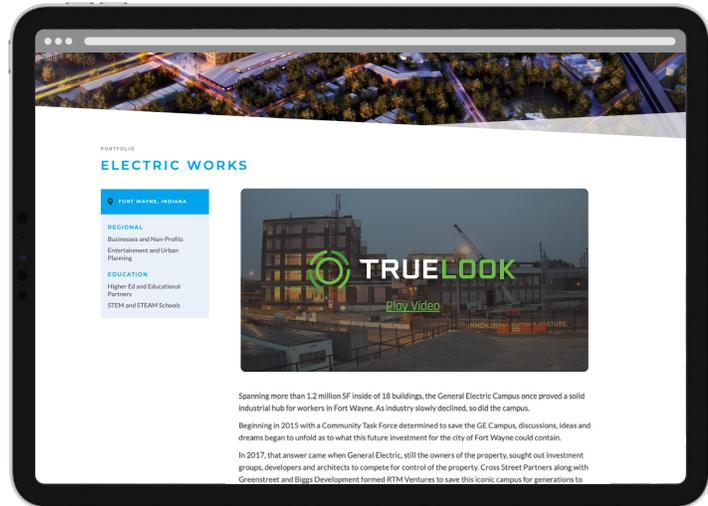 PORTFOLIO
ELECTRIC WORKS
FORT WAYNE, INDIANA
REGIONAL
Businesses and Non-Profits
Entertainment and Urban
Planning
EDUCATION
Higher Ed and Educational
Partners
STEM and STEAM Schools
TRUELOOK
Play Video
CULTURE.
Spanning more than 1.2 million SF inside of 18 buildings, the General Electric Campus once proved a solid
industrial hub for workers in Fort Wayne. As industry slowly declined, so did the campus.
Beginning in 2015 with a Community Task Force determined to save the GE Campus, discussions, ideas and
dreams began to unfold as to what this future investment for the city of Fort Wayne could contain.
In 2017, that answer came when General Electric, still the owners of the property, sought out investment
groups, developers and architects to compete for control of the property. Cross Street Partners along with
Greenstreet and Biggs Development formed RTM Ventures to save this iconic campus for generations to